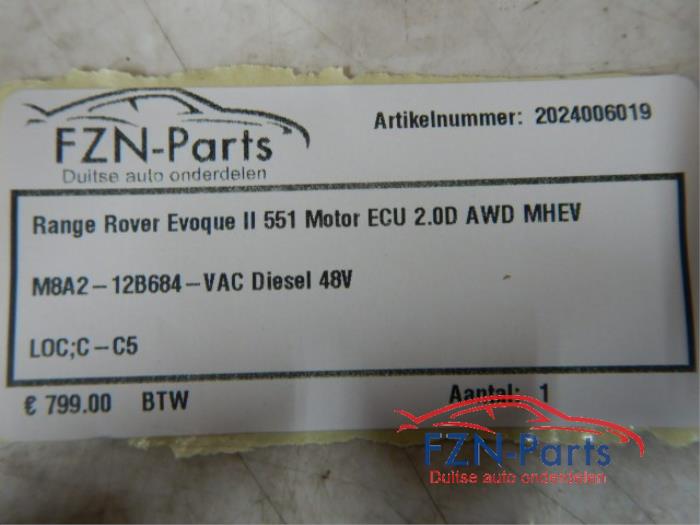 FZN-Parts
Duitse auto onderdelen
Artikelnummer: 2024006019
Range Rover Evoque II 551 Motor ECU 2.0D AWD MHEV
M8A2-12B684-VAC Diesel 48V
LOC;C-C5
€ 799.00 BTW
Aantal: 1
FZN-Parts
Duitse auto onderdelen